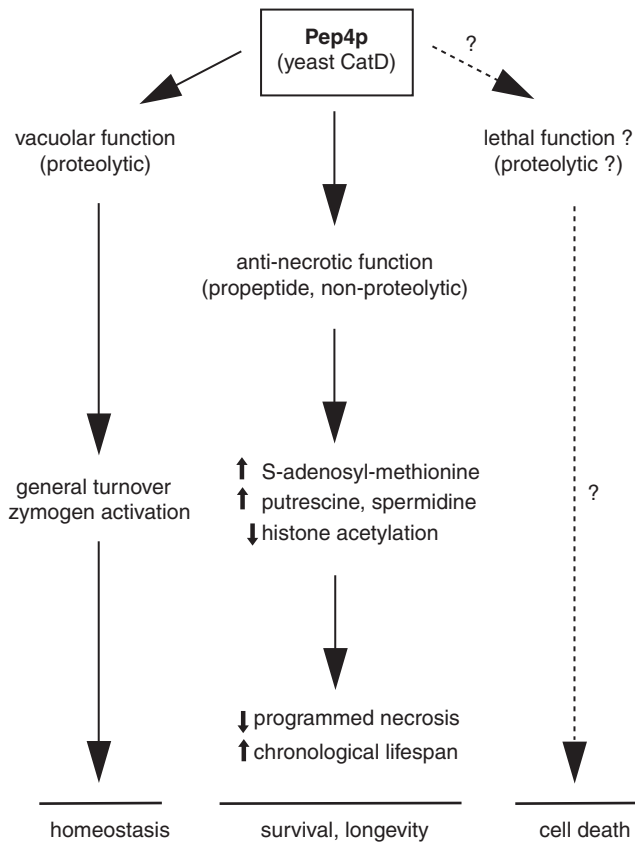 Pep4p
(yeast CatD)
?
vacuolar function
(proteolytic)
lethal function ?
(proteolytic ?)
anti-necrotic function
(propeptide, non-proteolytic)
general turnover
zymogen activation
S-adenosyl-methionine
putrescine, spermidine
histone acetylation
?
programmed necrosis
chronological lifespan
homeostasis
survival, longevity
cell death